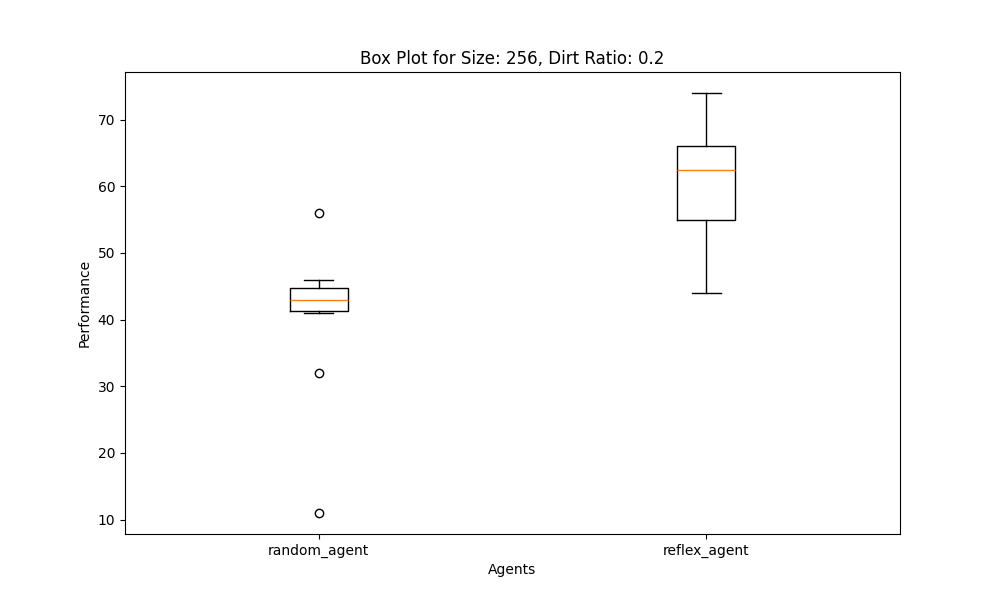 Box Plot for Size: 256, Dirt Ratio: 0.2
70
60
50
40
30
20
10
Performance
random_agent
reflex_agent
Agents